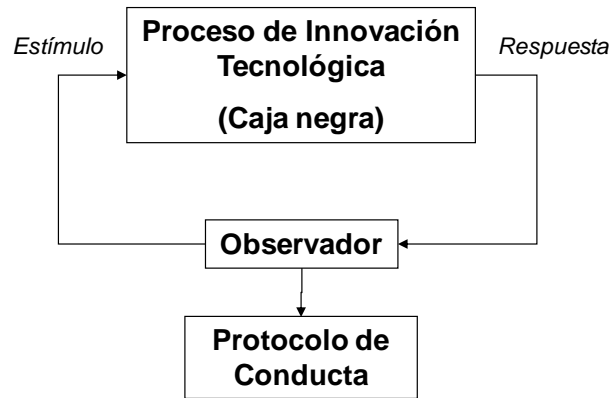 Estímulo
Proceso de Innovación
Tecnológica
(Caja negra)
Respuesta
Observador
Protocolo de
Conducta